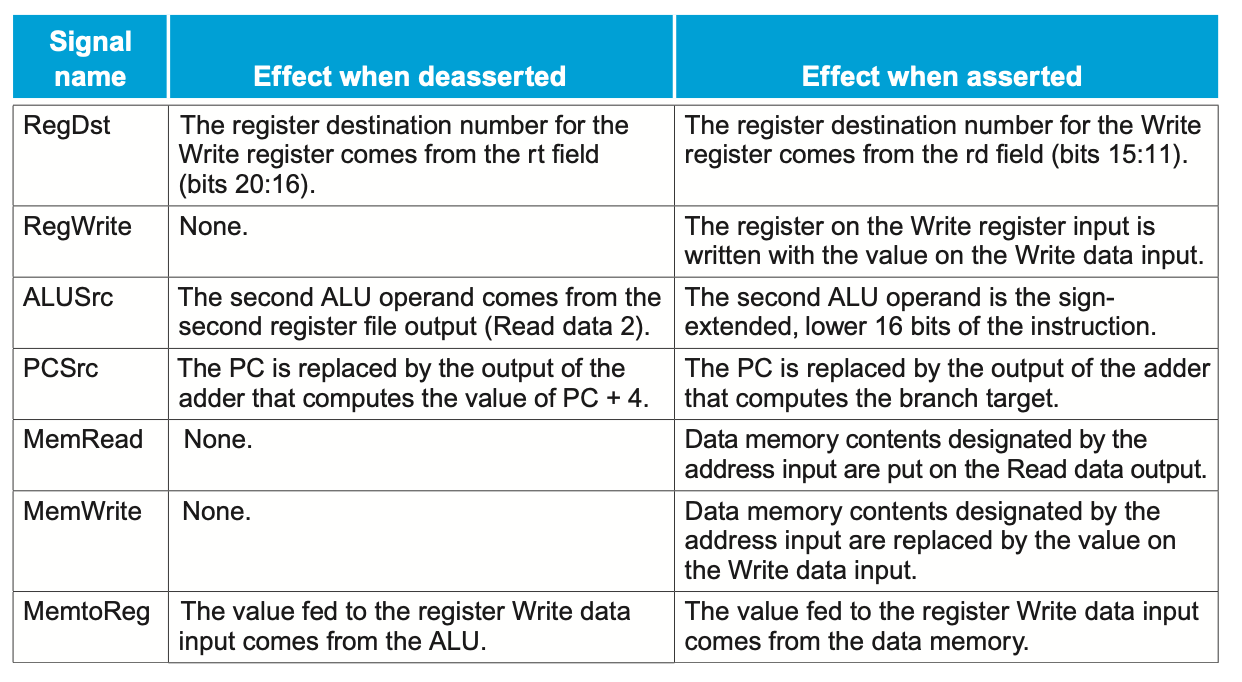 Signal
name
Effect when deasserted
Effect when asserted
RegDst
The register destination number for the
Write register comes from the rt field
(bits 20:16).
The register destination number for the Write
register comes from the rd field (bits 15:11).
RegWrite
None.
The register on the Write register input is
written with the value on the Write data input.
ALUSrc
The second ALU operand comes from the
second register file output (Read data 2).
The second ALU operand is the sign-
extended, lower 16 bits of the instruction.
PCSrc
The PC is replaced by the output of the
adder that computes the value of PC + 4.
The PC is replaced by the output of the adder
that computes the branch target.
MemRead
None.
Data memory contents designated by the
address input are put on the Read data output.
MemWrite
None.
Data memory contents designated by the
address input are replaced by the value on
the Write data input.
MemtoReg
The value fed to the register Write data
input comes from the ALU.
The value fed to the register Write data input
comes from the data memory.